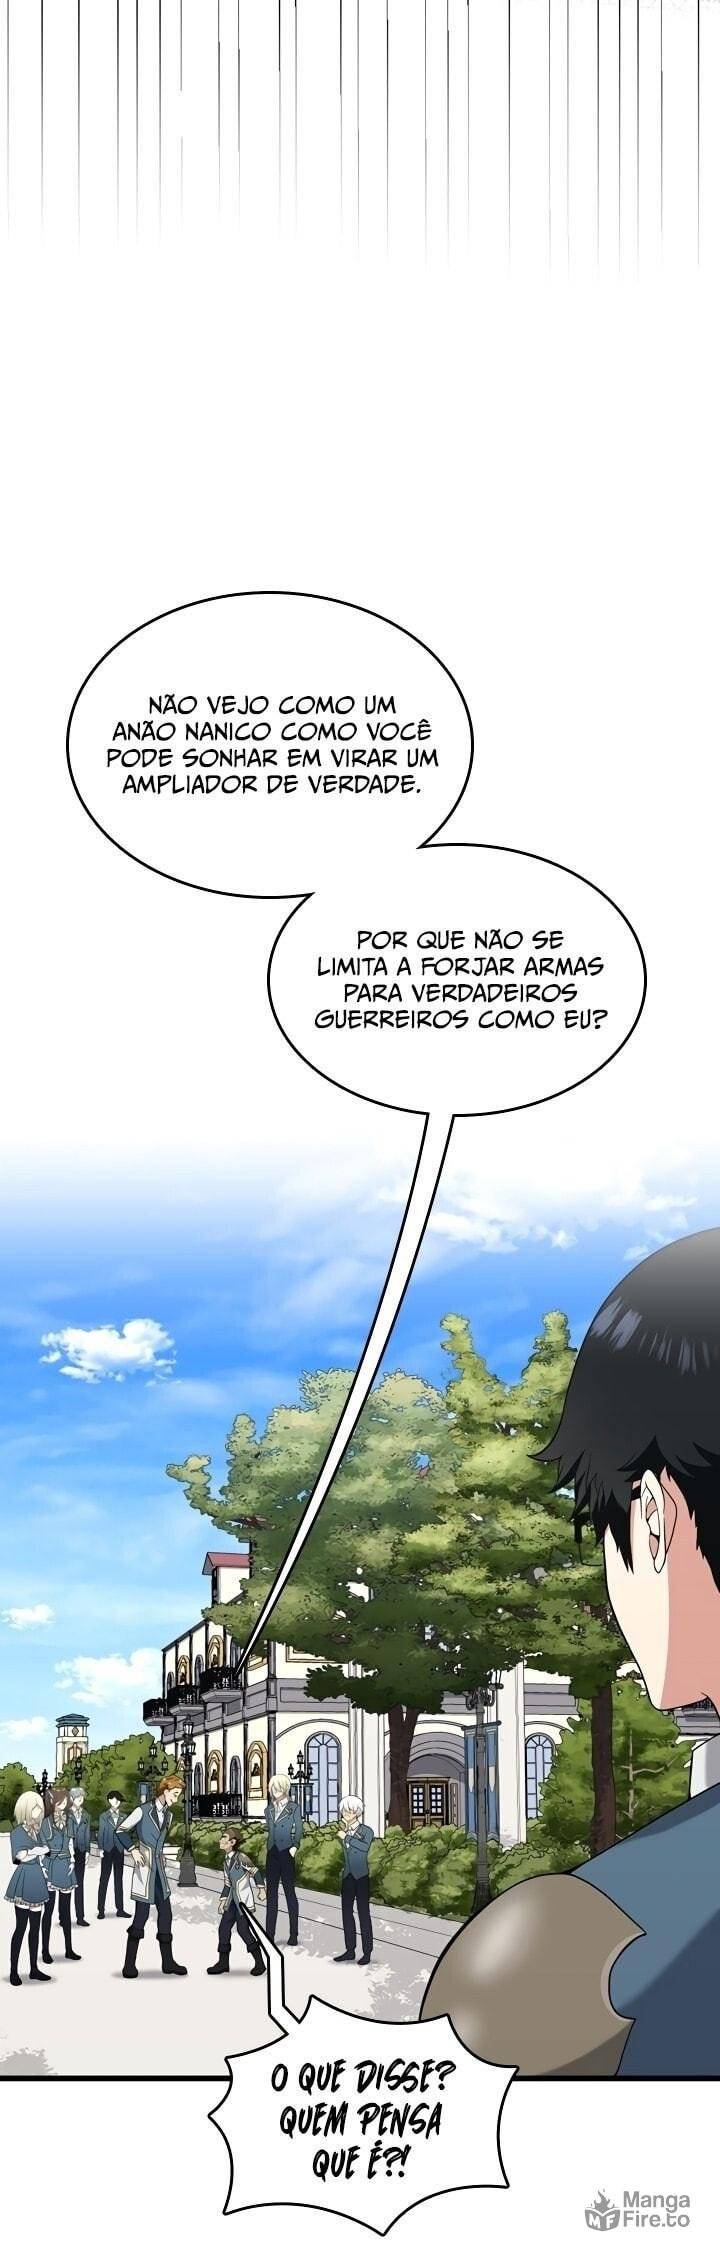 NÃO VEJO COMO UM
ANÃO NANICO COMO VOCÊ
PODE SONHAR EM VIRAR UM
AMPLIADOR DE VERDADE.
POR QUE NÃO SE
LIMITA A FORJAR ARMAS
PARA VERDADEIROS
GUERREIROS COMO EU?
O QUE DISSE?
QUEM PENSA
QUE É?!
Manga
Fire.to
MF